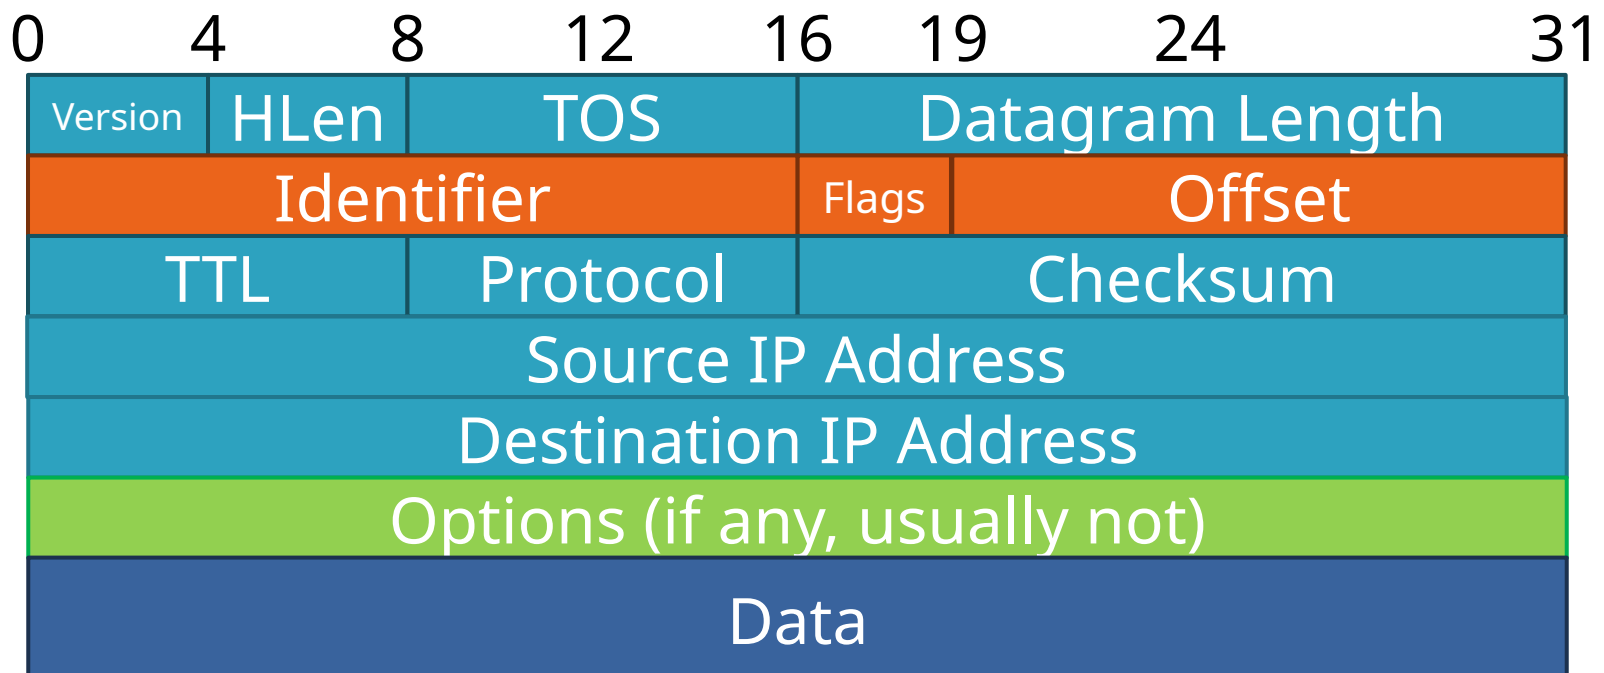 0 4 8 12 16 19 24 31
Version HLen TOS Datagram Length
Identifier Flags Offset
TTL Protocol Checksum
Source IP Address
Destination IP Address
Options (if any, usually not)
Data